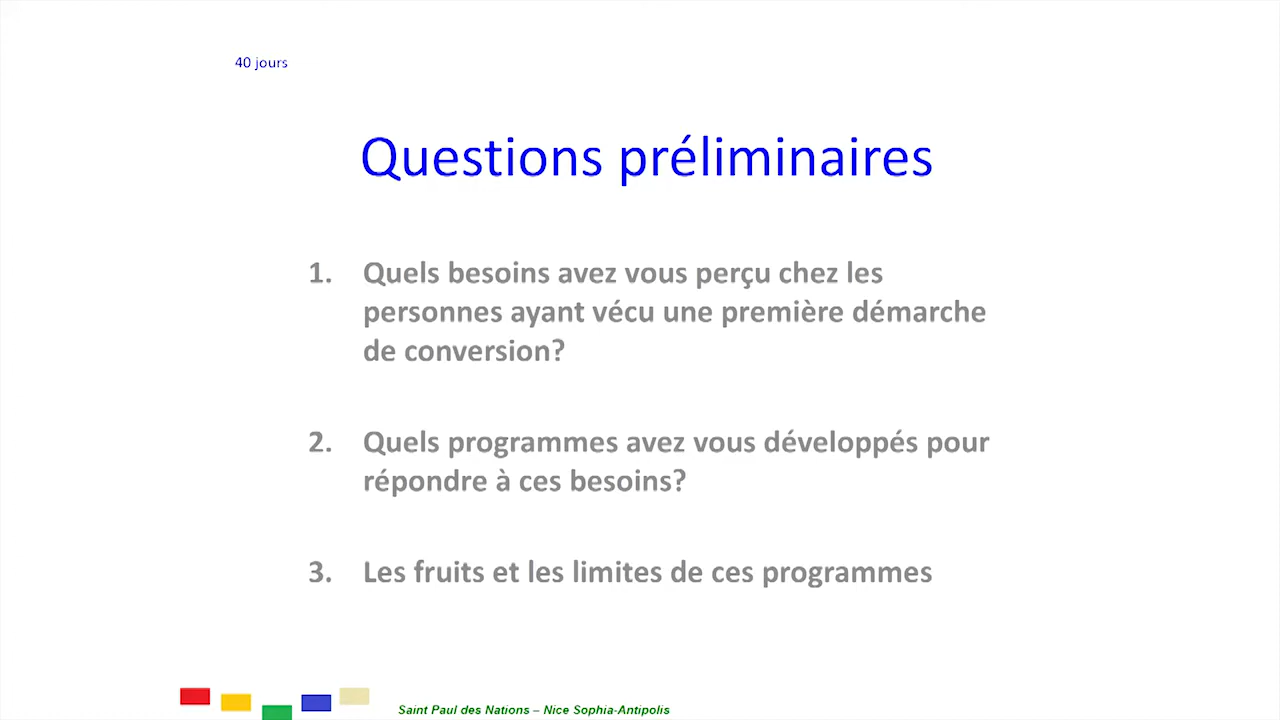 40 jours
Questions préliminaires
1. Quels besoins avez vous perçu chez les
personnes ayant vécu une première démarche
de conversion?
2. Quels programmes avez vous développés pour
répondre à ces besoins?
3. Les fruits et les limites de ces programmes
Saint Paul des Nations – Nice Sophia-Antipolis